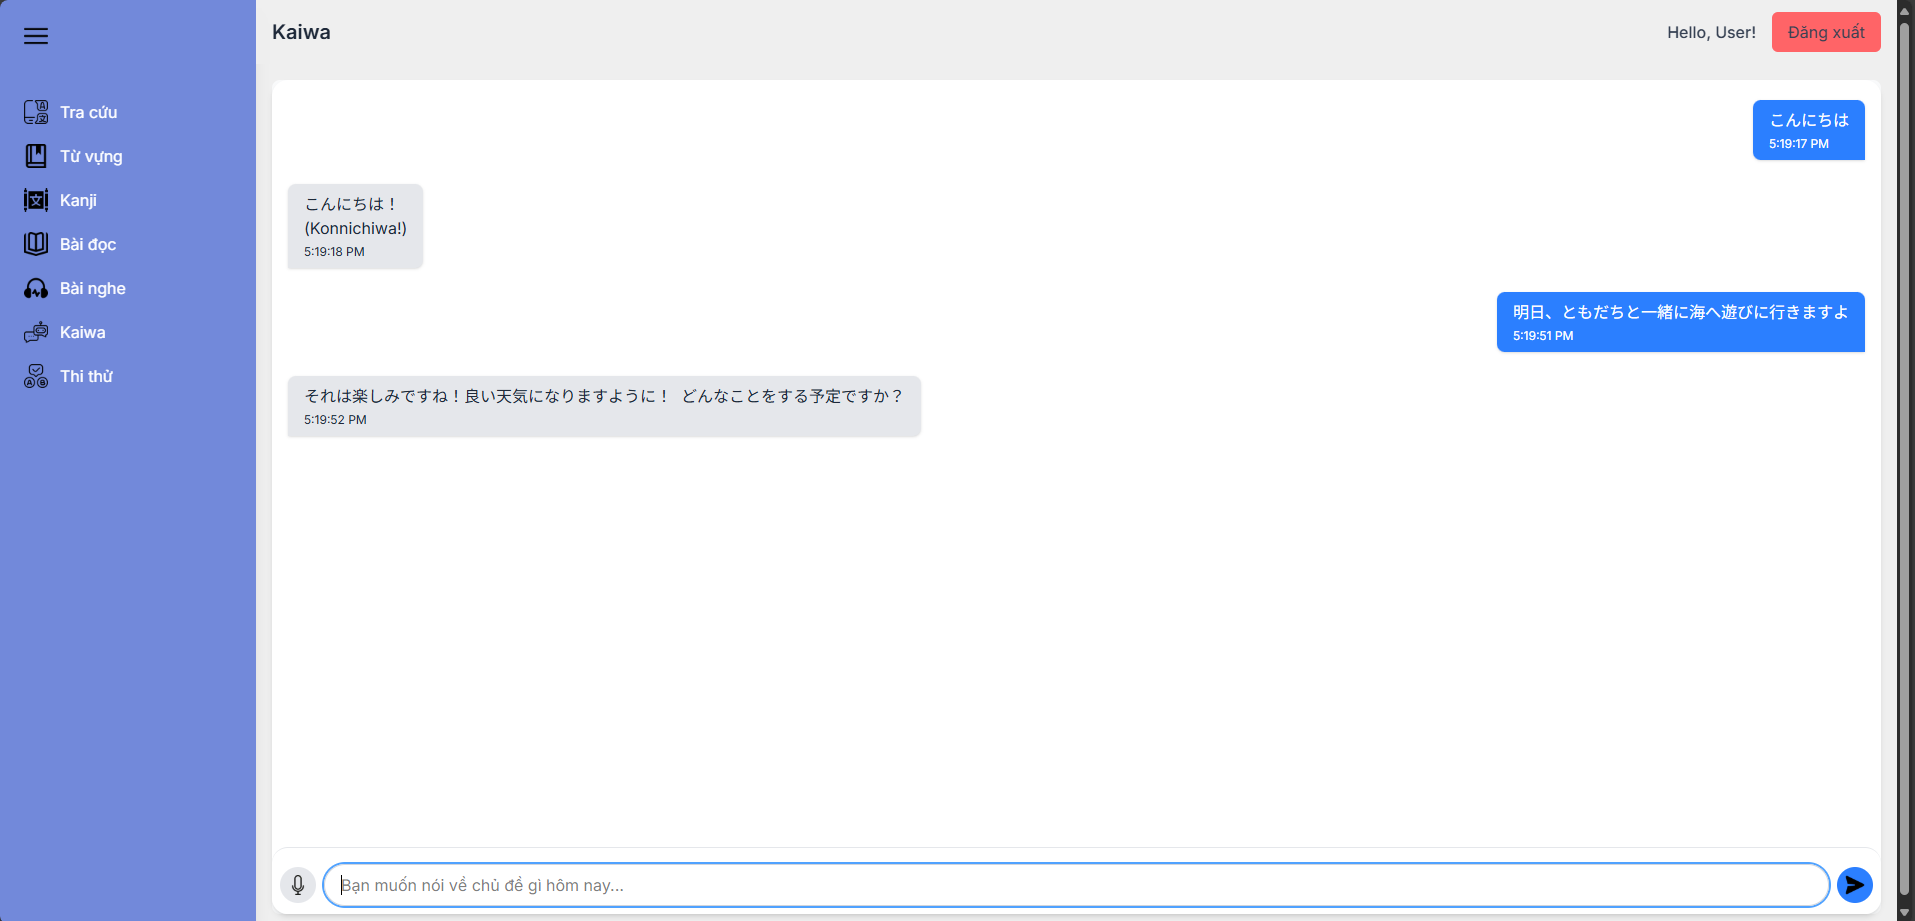 Kaiwa
Hello, User!
Đăng xuất
Tra cứu
Từ vựng
Kanji
Bài đọc
Bài nghe
Kaiwa
Thi thử
こんにちは
5:19:17 PM
こんにちは！
(Konnichiwa!)
5:19:18 PM
明日、ともだちと一緒に海へ遊びに行きますよ
5:19:51 PM
それは楽しみですね！良い天気になりますように！ どんなことをする予定ですか？
5:19:52 PM
Bạn muốn nói về chủ đề gì hôm nay...